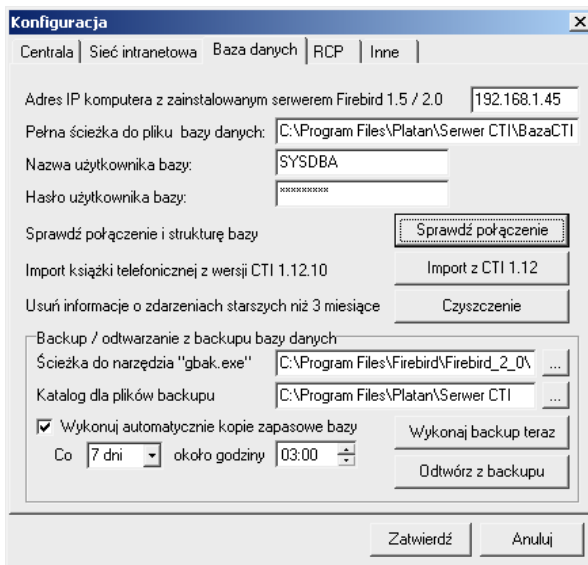 Konfiguracja
Centrala Sieć intranetowa Baza danych RCP Inne
Adres IP komputera z zainstalowanym serwerem Firebird 1.5 / 2.0 192.168.1.45
Pełna ścieżka do pliku bazy danych: C:\Program Files\Platan\Serwer CTI\BazaCTI
Nazwa użytkownika bazy: SYSDBA
Hasło użytkownika bazy: ×××××××××
Sprawdź połączenie i strukturę bazy Sprawdź połączenie
Import książki telefonicznej z wersji CTI 1.12.10 Import z CTI 1.12
Usuń informacje o zdarzeniach starszych niż 3 miesiące Czyszczenie
Backup / odtwarzanie z backupu bazy danych
Ścieżka do narzędzia "gbak.exe" C:\Program Files\Firebird\Firebird_2_0\ ...
Katalog dla plików backupu C:\Program Files\Platan\Serwer CTI ...
Wykonuj automatycznie kopie zapasowe bazy Wykonaj backup teraz
Co 7 dni około godziny 03:00
Odtwórz z backupu
Zatwierdź Anuluj